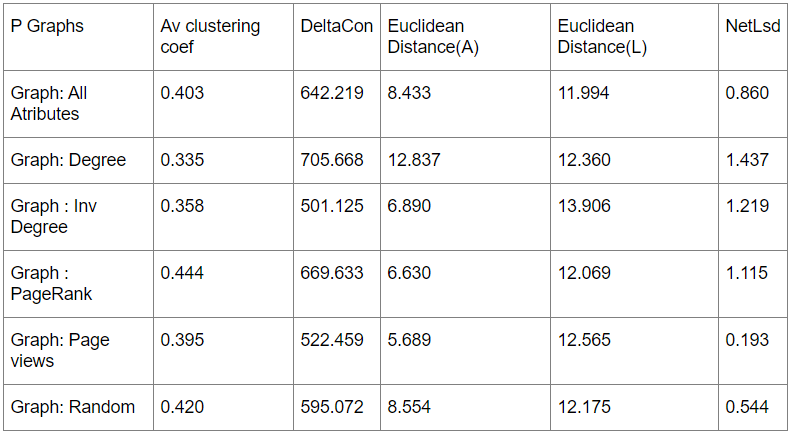 P Graphs Av clustering coef DeltaCon Euclidean Distance(A) Euclidean Distance(L) NetLsd
Graph: All Atributes 0.403 642.219 8.433 11.994 0.860
Graph: Degree 0.335 705.668 12.837 12.360 1.437
Graph : Inv Degree 0.358 501.125 6.890 13.906 1.219
Graph : PageRank 0.444 669.633 6.630 12.069 1.115
Graph: Page views 0.395 522.459 5.689 12.565 0.193
Graph: Random 0.420 595.072 8.554 12.175 0.544